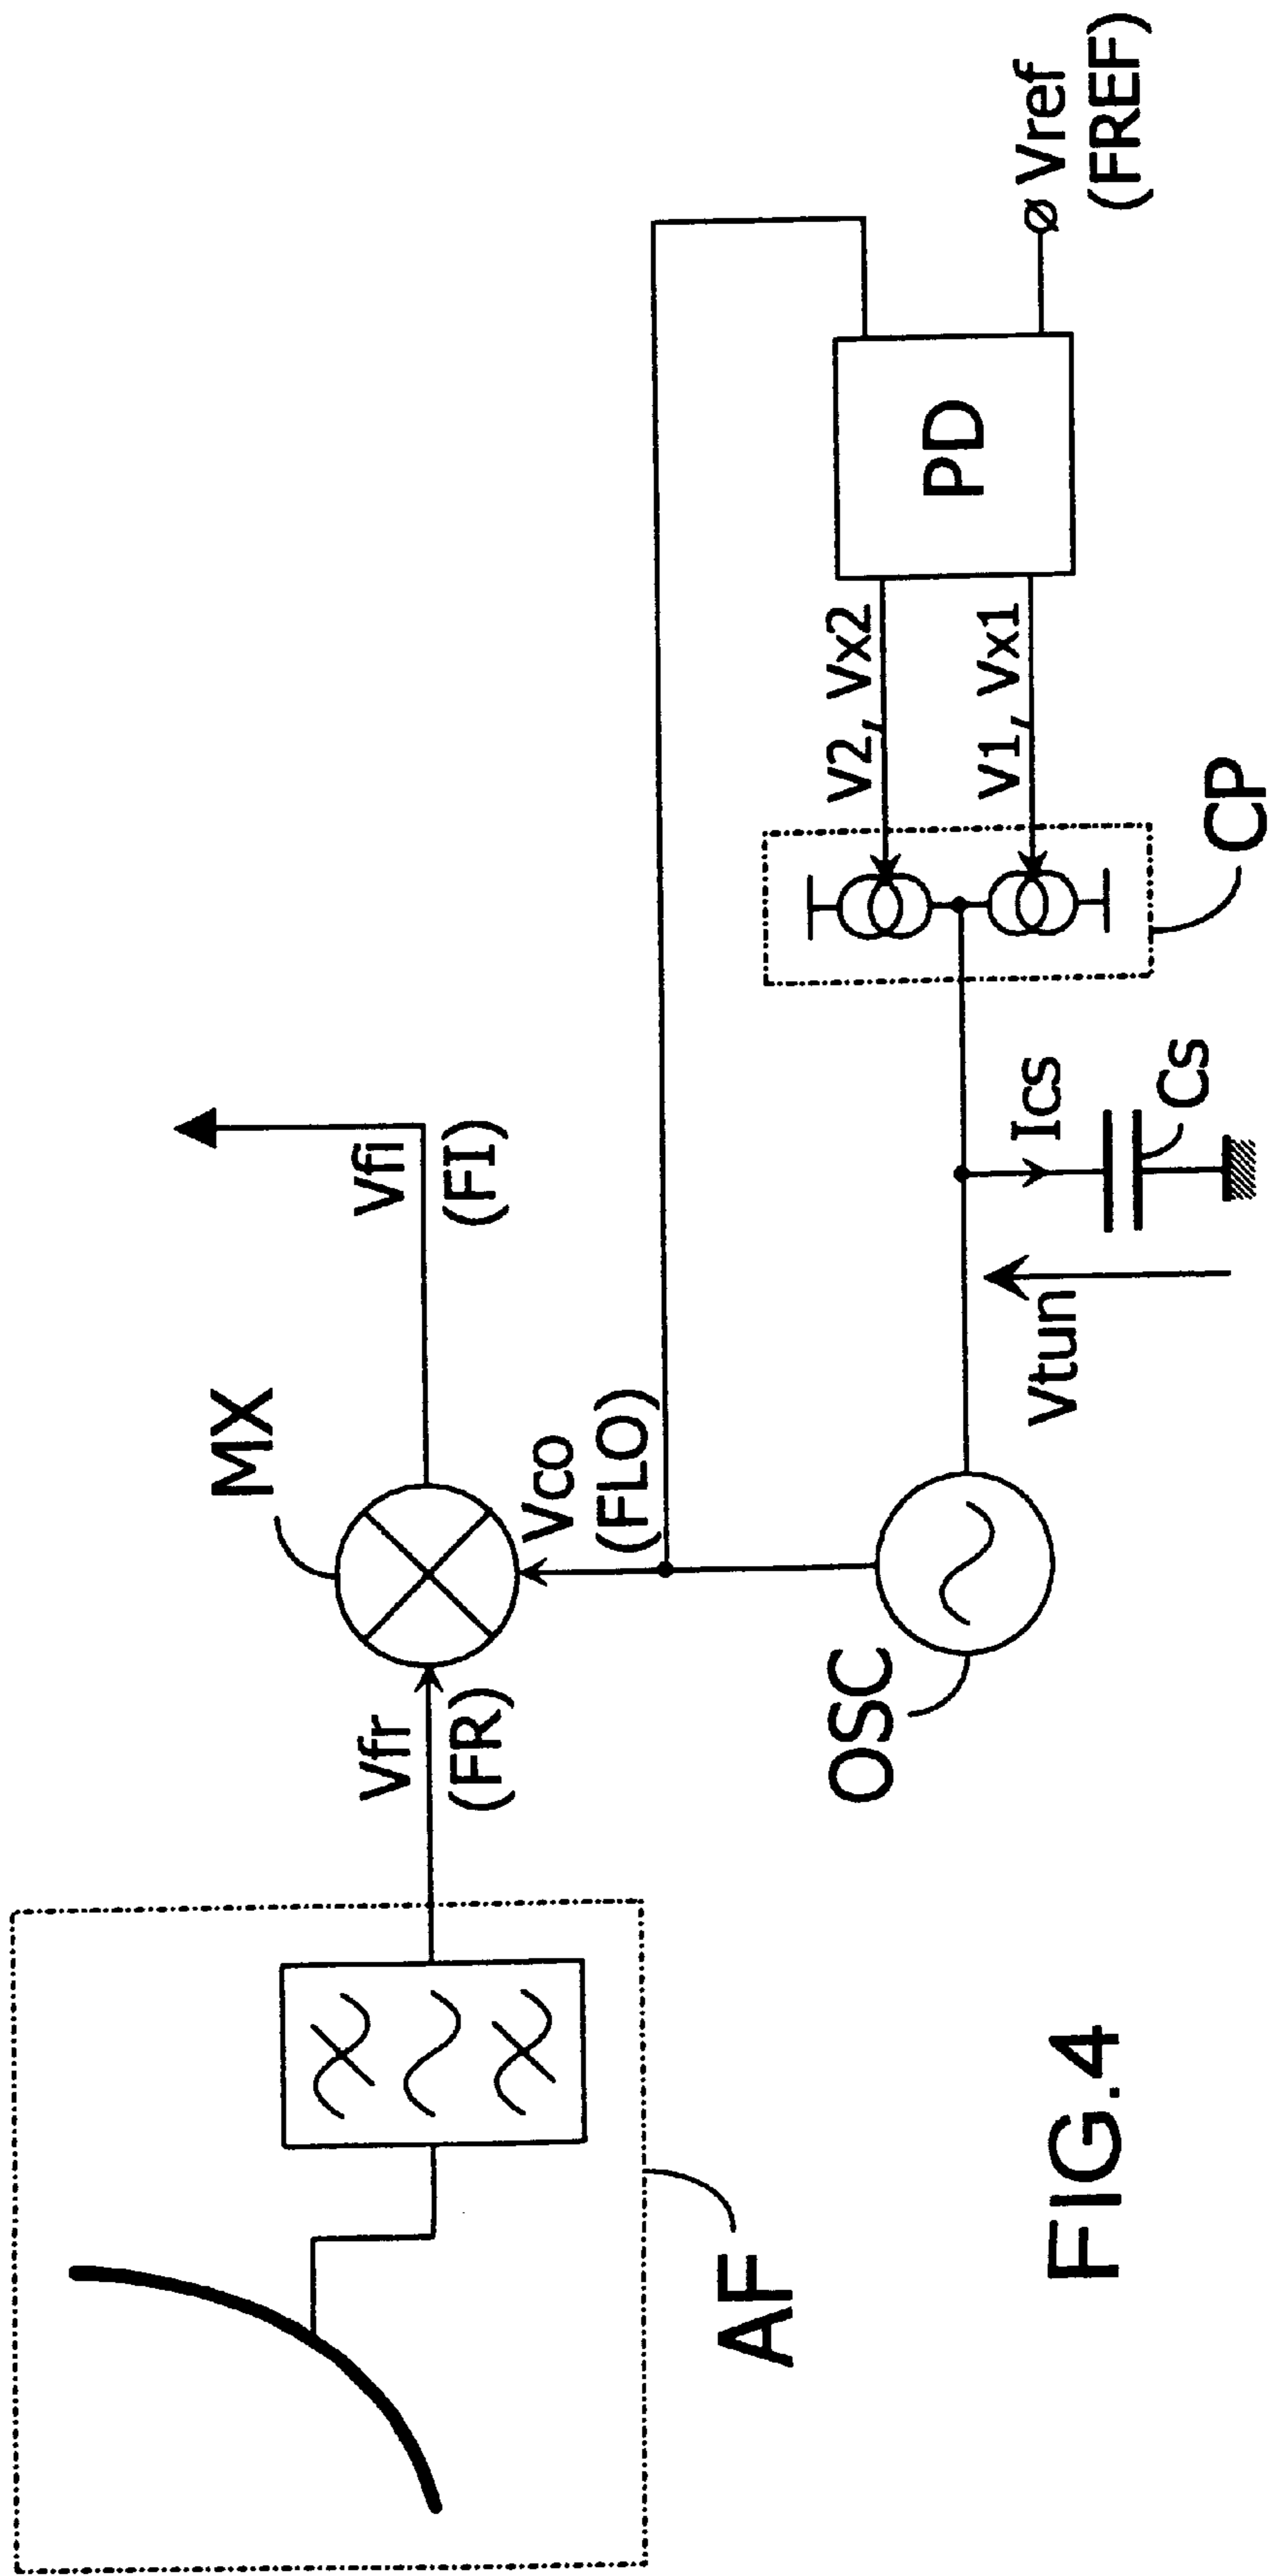 MX
Vfr
(FR)
Vfi
(FI)
Vco
(FLO)
AF
OSC
Vtun
Ics
Cs
CP
V2, Vx2
V1, Vx1
PD
ø Vref
(FREF)
FIG.4